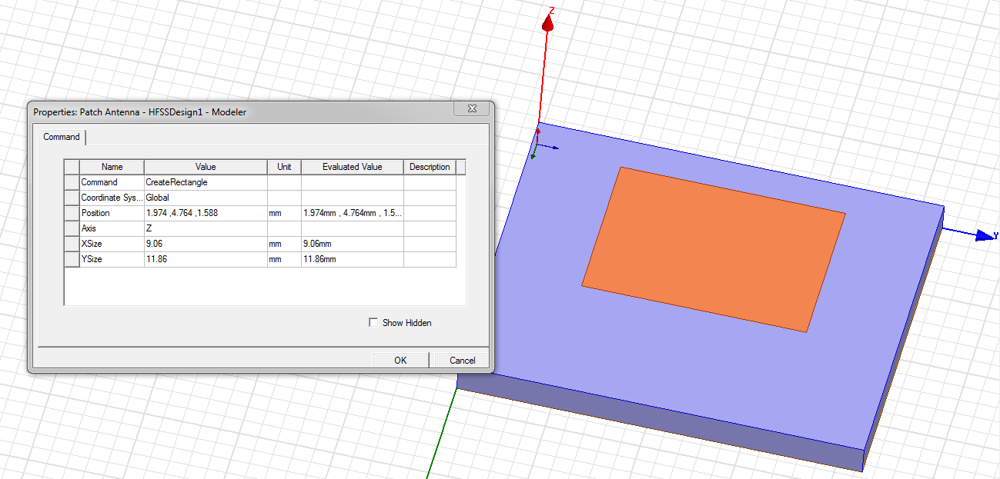 Z
Properties: Patch Antenna - HFSSDesign1 - Modeler
Command
Name Value Unit Evaluated Value Description
Command CreateRectangle
Coordinate Sys... Global
Position 1.974 ,4.764 ,1.588 mm 1.974mm , 4.764mm , 1.5...
Axis Z
XSize 9.06 mm 9.06mm
YSize 11.86 mm 11.86mm
Show Hidden
OK Cancel
Y